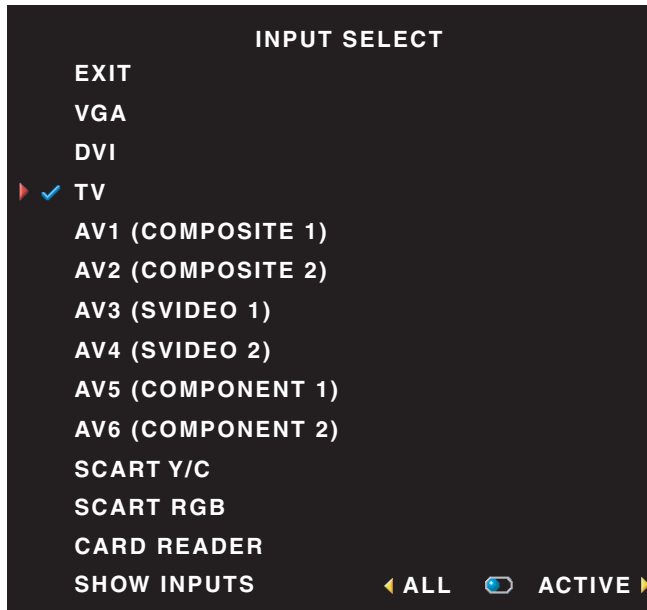 INPUT SELECT
EXIT
VGA
DVI
TV
AV1 (COMPOSITE 1)
AV2 (COMPOSITE 2)
AV3 (SVIDEO 1)
AV4 (SVIDEO 2)
AV5 (COMPONENT 1)
AV6 (COMPONENT 2)
SCART Y/C
SCART RGB
CARD READER
SHOW INPUTS ALL ACTIVE